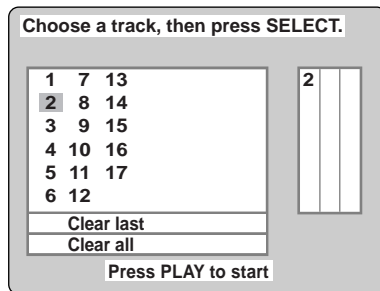 Choose a track, then press SELECT.
1 7 13 2
2 8 14
3 9 15
4 10 16
5 11 17
6 12
Clear last
Clear all
Press PLAY to start